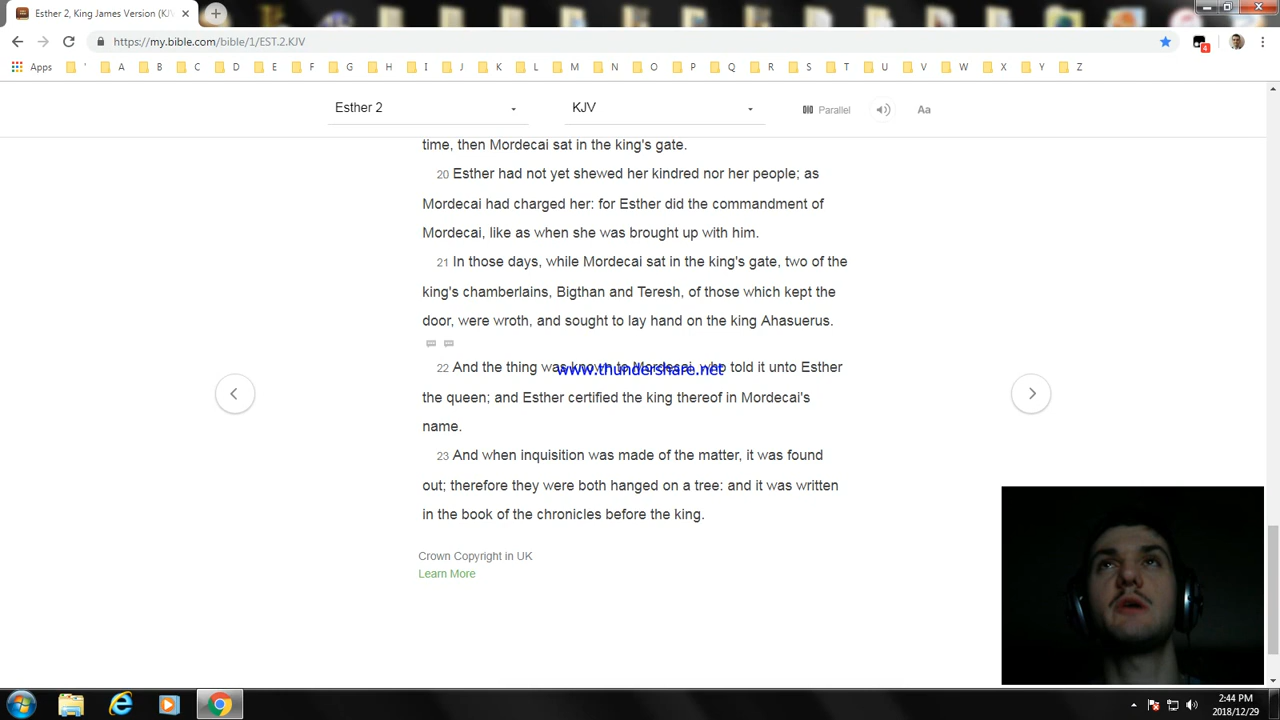 Esther 2, King James Version (KJ
https://my.bible.com/bible/1/EST.2.KJV
Apps ' A B C D E F G H I J K L M N O P Q R S T U V W X Y Z
Esther 2 KJV Parallel Aa
time, then Mordecai sat in the king's gate.
20 Esther had not yet shewed her kindred nor her people; as
Mordecai had charged her: for Esther did the commandment of
Mordecai, like as when she was brought up with him.
21 In those days, while Mordecai sat in the king's gate, two of the
king's chamberlains, Bigthan and Teresh, of those which kept the
door, were wroth, and sought to lay hand on the king Ahasuerus.
22 And the thing was known to Mordecai, who told it unto Esther
www.thundershare.net
the queen; and Esther certified the king thereof in Mordecai's
name.
23 And when inquisition was made of the matter, it was found
out; therefore they were both hanged on a tree: and it was written
in the book of the chronicles before the king.
Crown Copyright in UK
Learn More
2:44 PM
2018/12/29